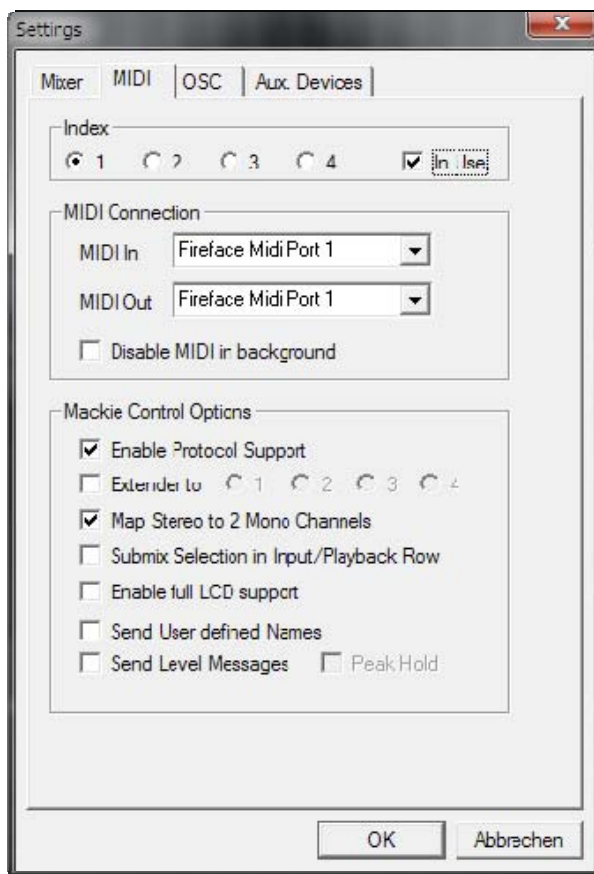 Settings
Mixer MIDI OSC Aux. Devices
Index
1 2 3 4 In Use
MIDI Connection
MIDI In Fireface Midi Port 1
MIDI Out Fireface Midi Port 1
Disable MIDI in background
Mackie Control Options
Enable Protocol Support
Extender to 1 2 3 4
Map Stereo to 2 Mono Channels
Submix Selection in Input/Playback Row
Enable full LCD support
Send User defined Names
Send Level Messages Peak Hold
OK Abbrechen